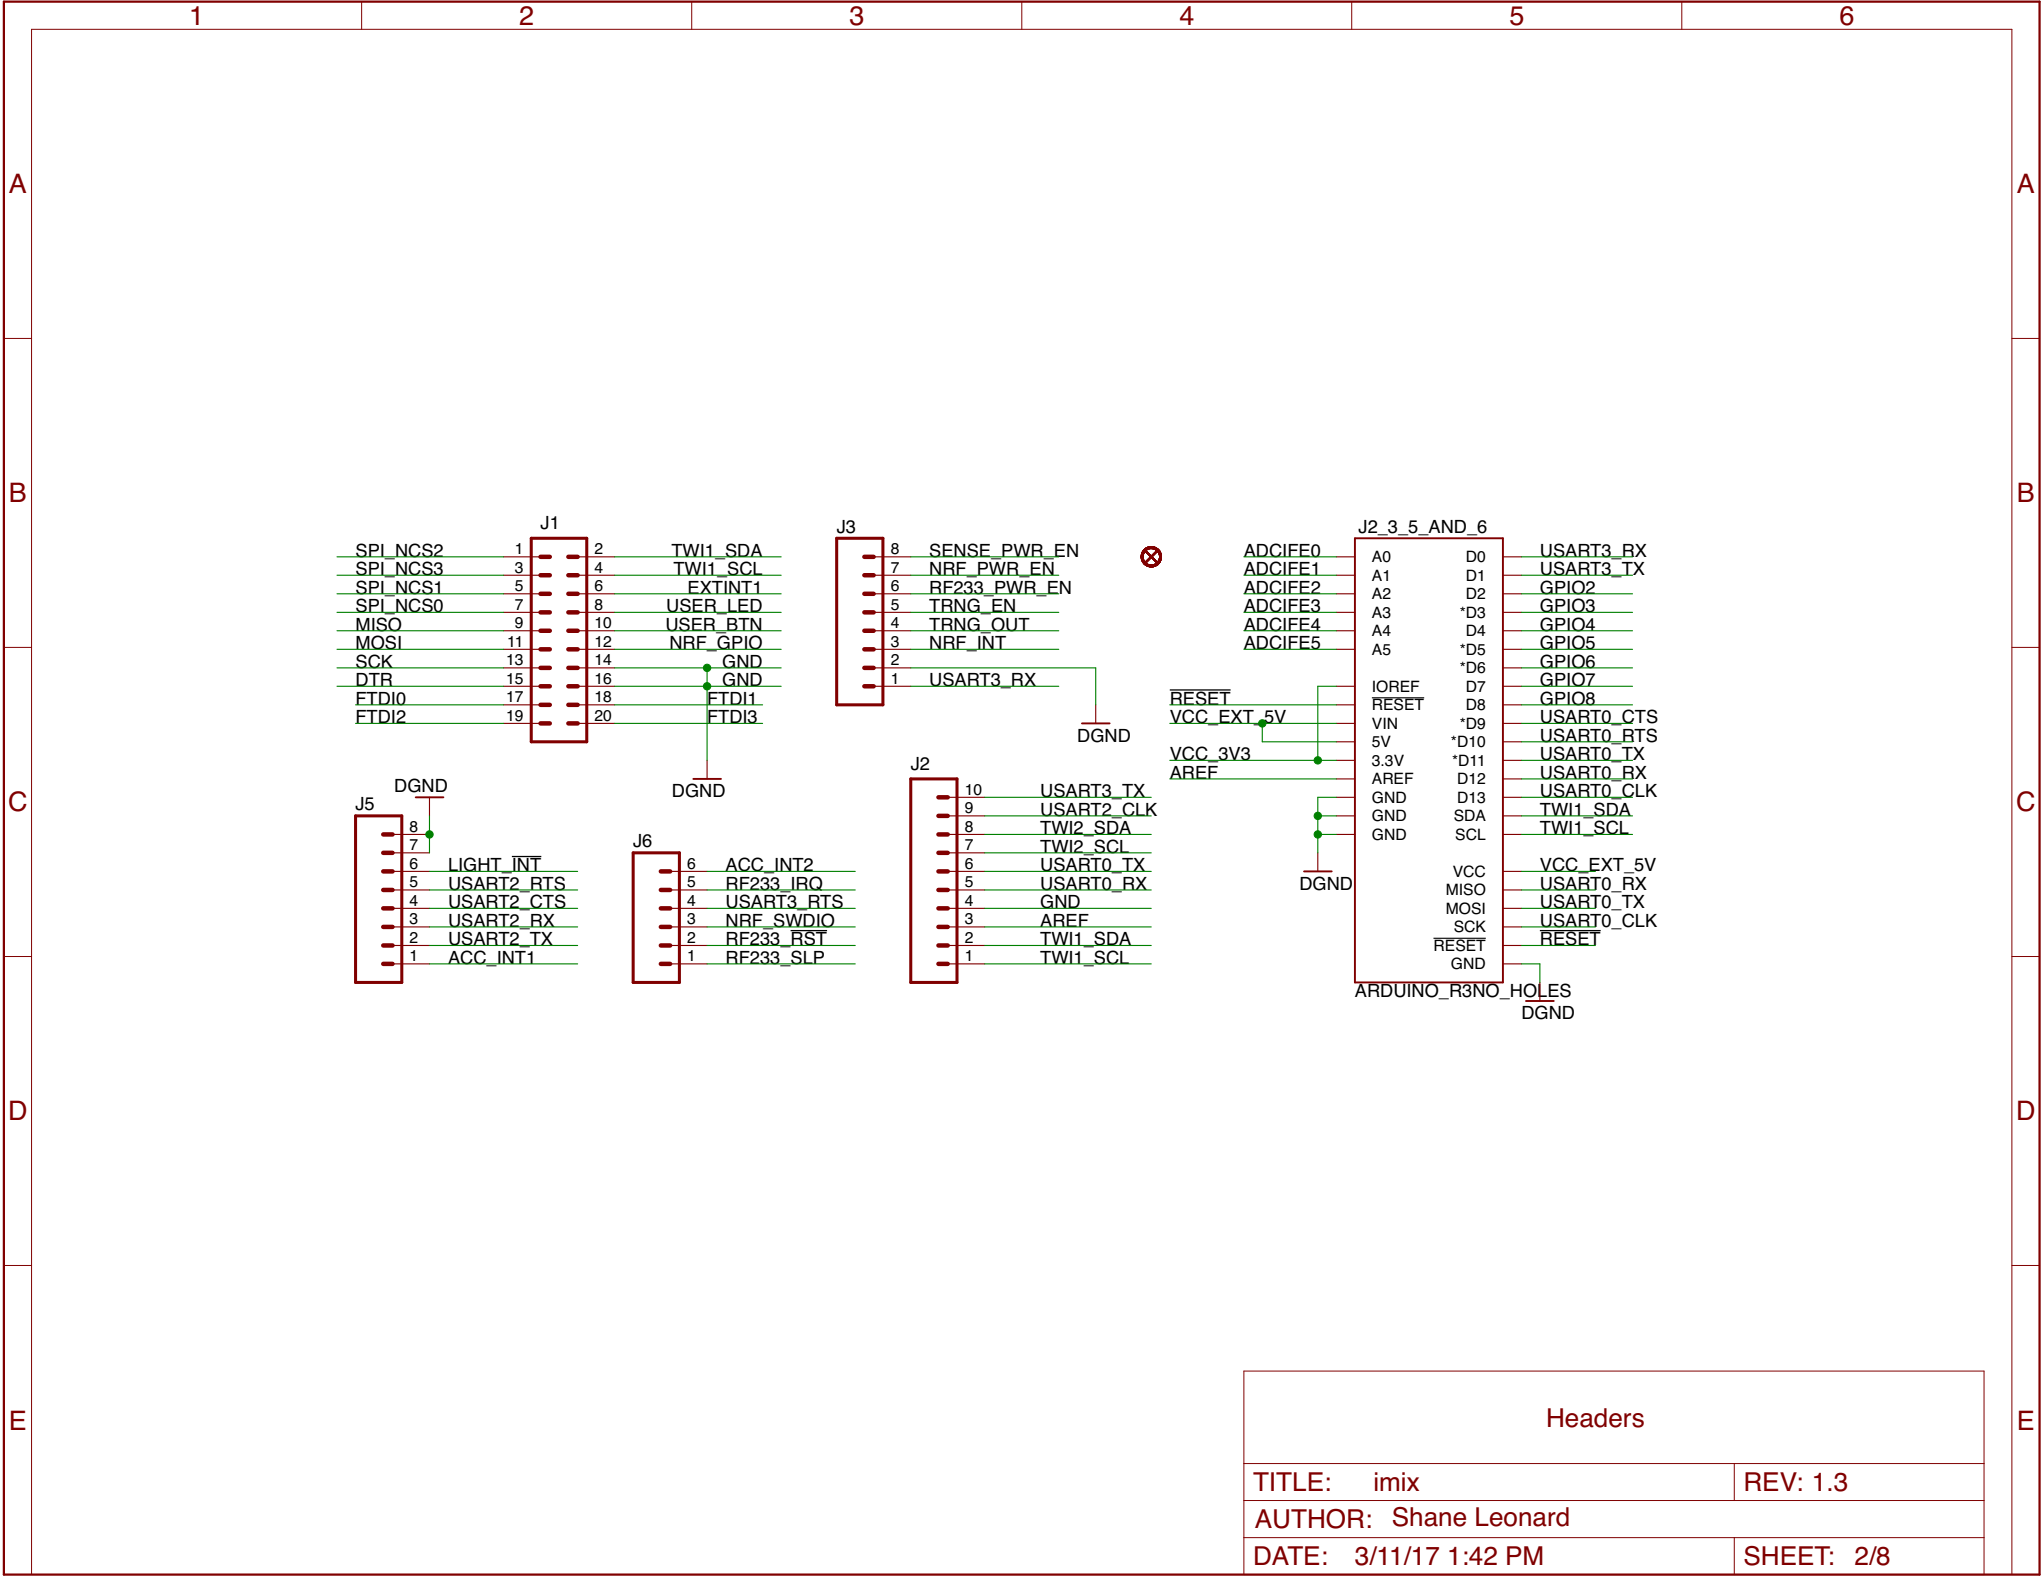 1 2 3 4 5 6
A A
B B
C C
D D
E E
J1
SPI_NCS2 1 2 TWI1_SDA
SPI_NCS3 3 4 TWI1_SCL
SPI_NCS1 5 6 EXTINT1
SPI_NCS0 7 8 USER_LED
MISO 9 10 USER_BTN
MOSI 11 12 NRF_GPIO
SCK 13 14 GND
DTR 15 16 GND
FTDI0 17 18 FTDI1
FTDI2 19 20 FTDI3
DGND
J3
8 SENSE_PWR_EN
7 NRF_PWR_EN
6 RF233_PWR_EN
5 TRNG_EN
4 TRNG_OUT
3 NRF_INT
2
1 USART3_RX
DGND
DGND
J5
8
7
6 LIGHT_INT
5 USART2_RTS
4 USART2_CTS
3 USART2_RX
2 USART2_TX
1 ACC_INT1
J6
6 ACC_INT2
5 RF233_IRQ
4 USART3_RTS
3 NRF_SWDIO
2 RF233_RST
1 RF233_SLP
J2
10 USART3_TX
9 USART2_CLK
8 TWI2_SDA
7 TWI2_SCL
6 USART0_TX
5 USART0_RX
4 GND
3 AREF
2 TWI1_SDA
1 TWI1_SCL
J2_3_5_AND_6
ADCIFE0 A0 D0 USART3_RX
ADCIFE1 A1 D1 USART3_TX
ADCIFE2 A2 D2 GPIO2
ADCIFE3 A3 *D3 GPIO3
ADCIFE4 A4 D4 GPIO4
ADCIFE5 A5 *D5 GPIO5
*D6 GPIO6
IOREF D7 GPIO7
RESET RESET D8 GPIO8
VCC_EXT_5V VIN *D9 USART0_CTS
5V *D10 USART0_RTS
VCC_3V3 3.3V *D11 USART0_TX
AREF AREF D12 USART0_RX
GND D13 USART0_CLK
GND SDA TWI1_SDA
GND SCL TWI1_SCL
DGND
VCC VCC_EXT_5V
MISO USART0_RX
MOSI USART0_TX
SCK USART0_CLK
RESET RESET
GND
ARDUINO_R3NO_HOLES
DGND
Headers
TITLE: imix REV: 1.3
AUTHOR: Shane Leonard
DATE: 3/11/17 1:42 PM SHEET: 2/8